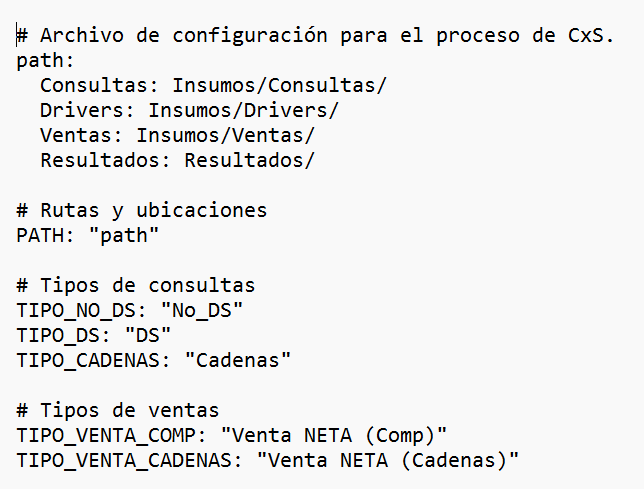 # Archivo de configuración para el proceso de CxS.
path:
  Consultas: Insumos/Consultas/
  Drivers: Insumos/Drivers/
  Ventas: Insumos/Ventas/
  Resultados: Resultados/

# Rutas y ubicaciones
PATH: "path"

# Tipos de consultas
TIPO_NO_DS: "No_DS"
TIPO_DS: "DS"
TIPO_CADENAS: "Cadenas"

# Tipos de ventas
TIPO_VENTA_COMP: "Venta NETA (Comp)"
TIPO_VENTA_CADENAS: "Venta NETA (Cadenas)"